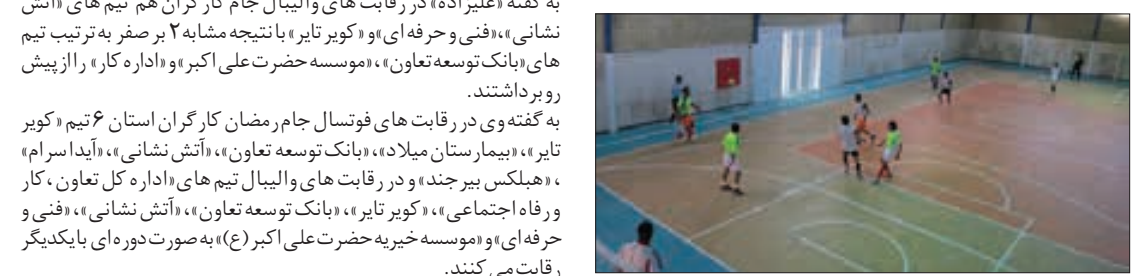 به گفته «علیزاده» در رقابت های والیبال جام کارگران هم تیم های «آتش
نشانی»،«فنی و حرفه ای»و «کویر تایر» با نتیجه مشابه ۲ بر صفر به ترتیب تیم
های«بانک توسعه تعاون»،«موسسه حضرت علی اکبر»و «اداره کار» را از پیش
رو برداشتند.
به گفته وی در رقابت های فوتسال جام رمضان کارگران استان ۶ تیم «کویر
تایر»، «بیمارستان میلاد»، «بانک توسعه تعاون»، «آتش نشانی»، «آیدا سرام»
، «هبلکس بیرجند» و در رقابت های والیبال تیم های «اداره کل تعاون ، کار
و رفاه اجتماعی»، «کویر تایر»، «بانک توسعه تعاون»، «آتش نشانی»، «فنی و
حرفه ای» و «موسسه خیریه حضرت علی اکبر (ع)» به صورت دوره ای با یکدیگر
رقابت می کنند.